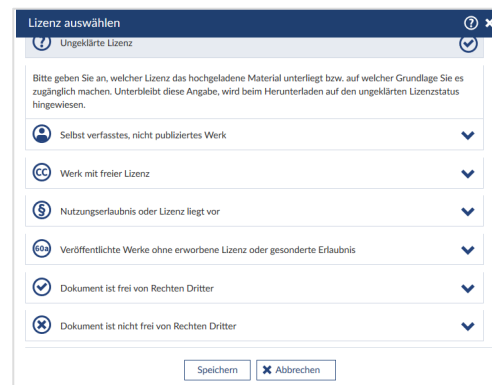 Lizenz auswählen
Ungeklärte Lizenz
Bitte geben Sie an, welcher Lizenz das hochgeladene Material unterliegt bzw. auf welcher Grundlage Sie es
zugänglich machen. Unterbleibt diese Angabe, wird beim Herunterladen auf den ungeklärten Lizenzstatus
hingewiesen.
Selbst verfasstes, nicht publiziertes Werk
CC Werk mit freier Lizenz
§ Nutzungserlaubnis oder Lizenz liegt vor
60a Veröffentlichte Werke ohne erworbene Lizenz oder gesonderte Erlaubnis
Dokument ist frei von Rechten Dritter
Dokument ist nicht frei von Rechten Dritter
Speichern Abbrechen